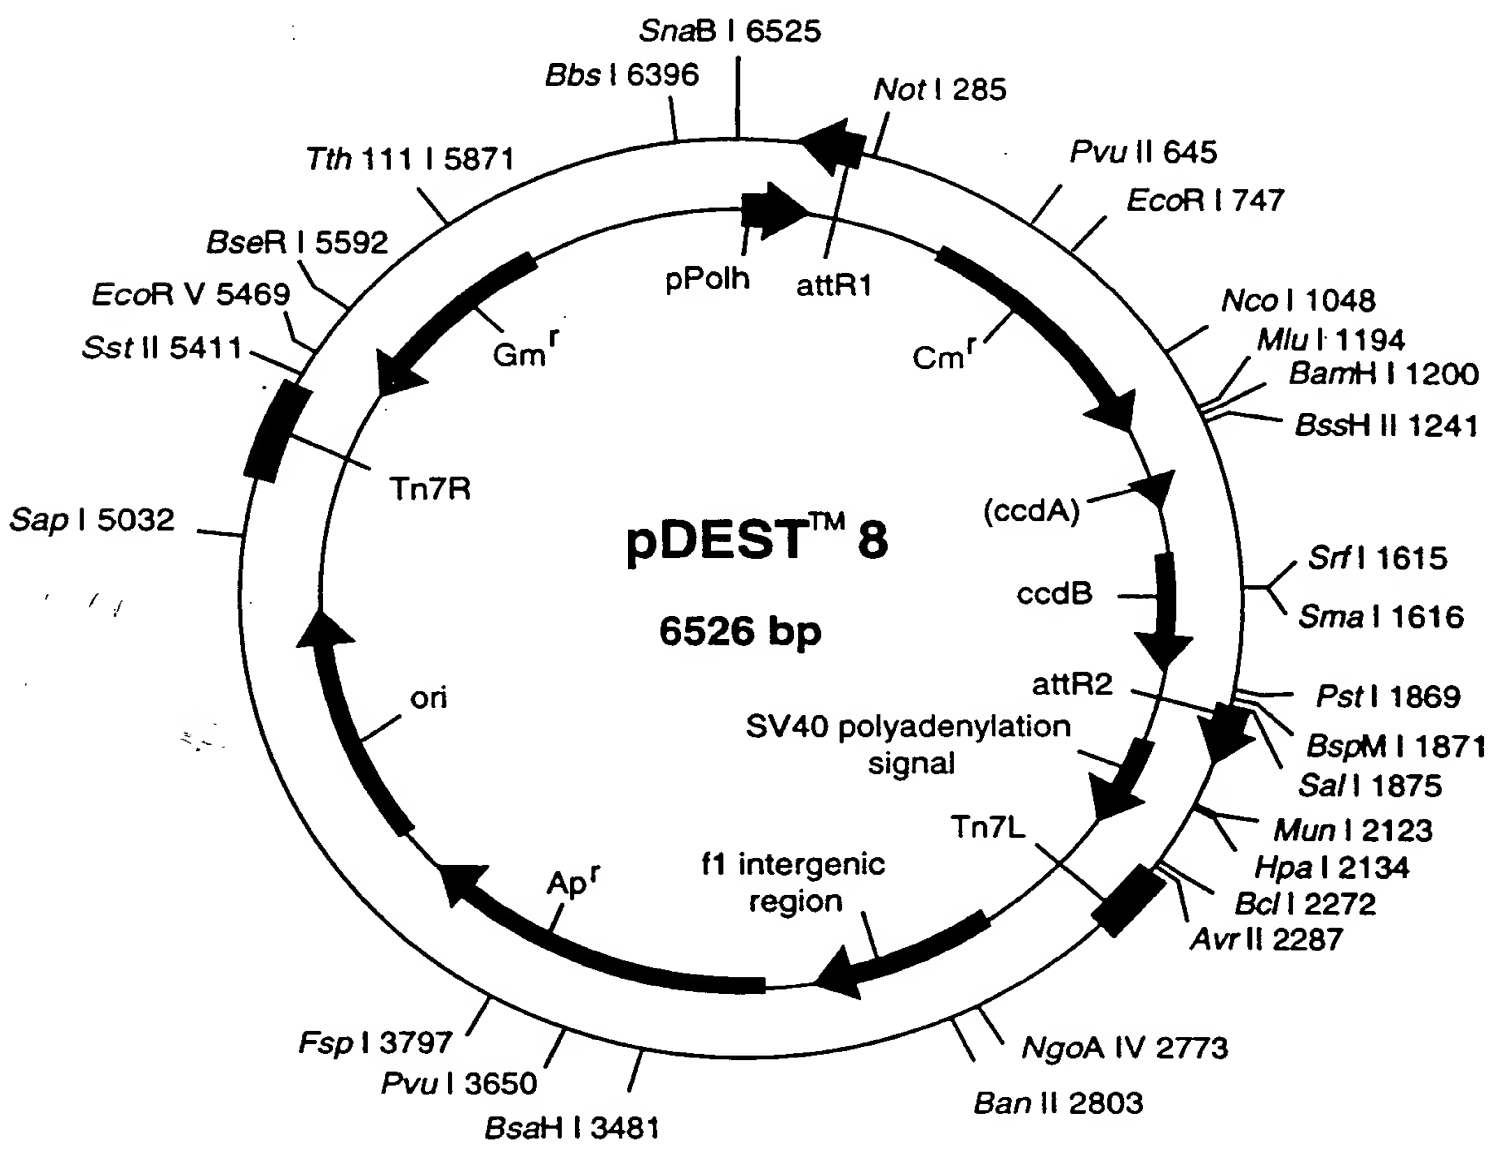 SnaB I 6525
Bbs I 6396
Not I 285
Tth 111 I 5871
Pvu II 645
EcoR I 747
BseR I 5592
EcoR V 5469
Sst II 5411
pPolh
attR1
Gmr
Cmr
Nco I 1048
Mlu I 1194
BamH I 1200
BssH II 1241
Tn7R
(ccdA)
Sap I 5032
pDEST™ 8
6526 bp
ccdB
Srf I 1615
Sma I 1616
attR2
Pst I 1869
BspM I 1871
Sal I 1875
ori
SV40 polyadenylation
signal
Tn7L
Mun I 2123
Hpa I 2134
Bcl I 2272
Avr II 2287
Apr
f1 intergenic
region
Fsp I 3797
Pvu I 3650
BsaH I 3481
NgoA IV 2773
Ban II 2803